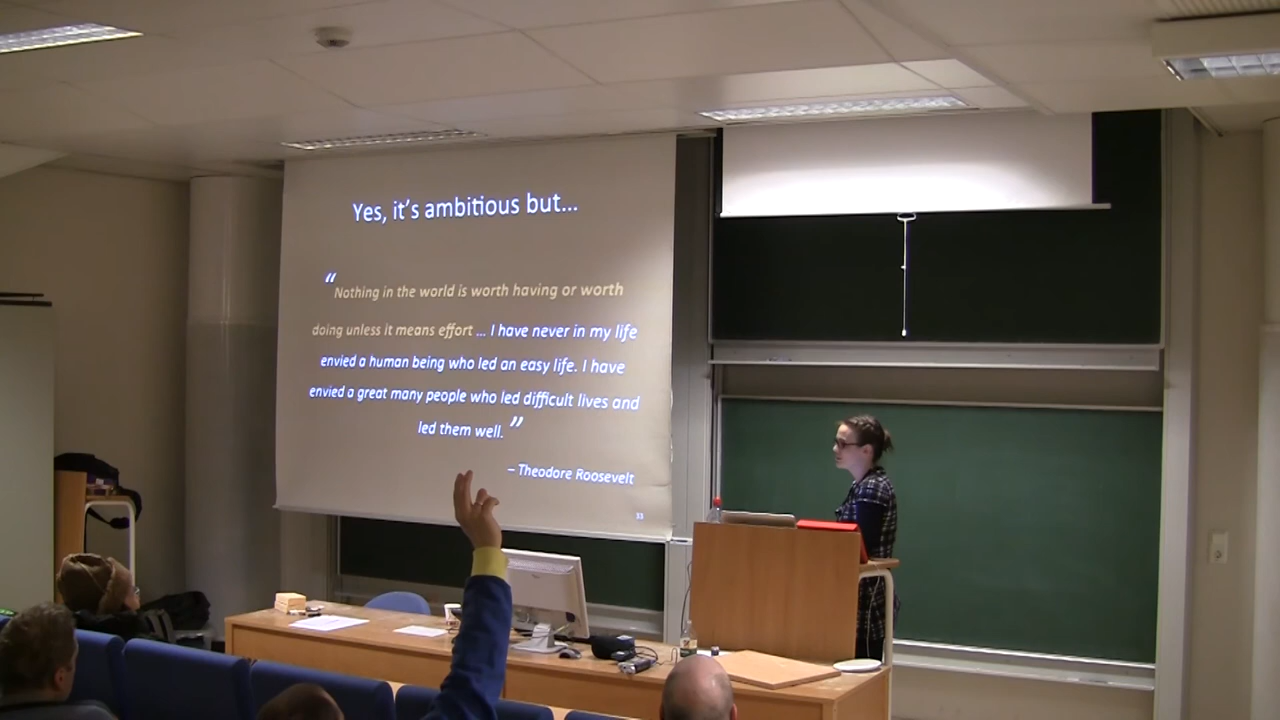 Yes, it's ambitious but...
“Nothing in the world is worth having or worth
doing unless it means effort ... I have never in my life
envied a human being who led an easy life. I have
envied a great many people who led difficult lives and
led them well.”
– Theodore Roosevelt
33